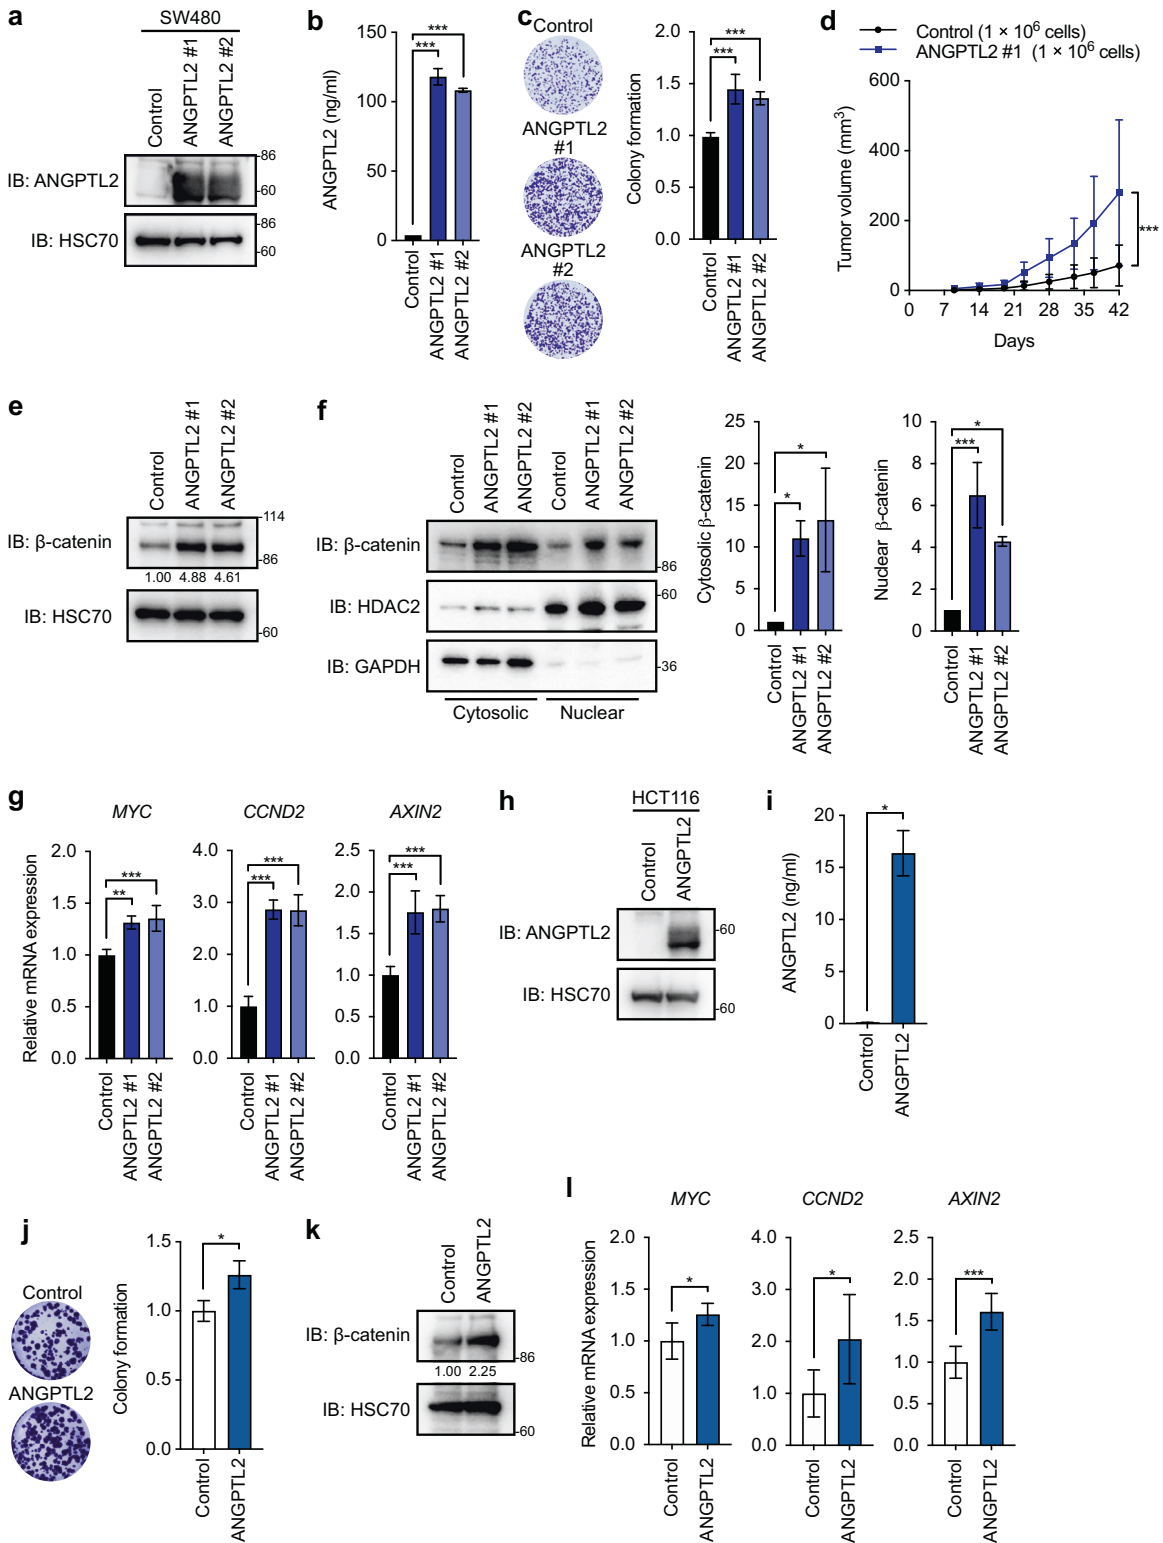 a
SW480
Control
ANGPTL2 #1
ANGPTL2 #2
IB: ANGPTL2
-86
-60
IB: HSC70
-86
-60
b
ANGPTL2 (ng/ml)
150
100
50
0
***
***
Control
ANGPTL2 #1
ANGPTL2 #2
c
Control
ANGPTL2
#1
ANGPTL2
#2
Colony formation
2.0
1.5
1.0
0.5
0.0
***
***
Control
ANGPTL2 #1
ANGPTL2 #2
d
Control (1 × 10⁶ cells)
ANGPTL2 #1 (1 × 10⁶ cells)
Tumor volume (mm³)
600
400
200
0
***
0 7 14 21 28 35 42
Days
e
Control
ANGPTL2 #1
ANGPTL2 #2
IB: β-catenin
-114
-86
1.00 4.88 4.61
IB: HSC70
-60
f
Control
ANGPTL2 #1
ANGPTL2 #2
Control
ANGPTL2 #1
ANGPTL2 #2
IB: β-catenin
-86
IB: HDAC2
-60
IB: GAPDH
-36
Cytosolic Nuclear
Cytosolic β-catenin
25
20
15
10
5
0
*
*
Control
ANGPTL2 #1
ANGPTL2 #2
Nuclear β-catenin
10
8
6
4
2
0
*
***
Control
ANGPTL2 #1
ANGPTL2 #2
g
Relative mRNA expression
MYC
2.0
1.5
1.0
0.5
0.0
***
**
Control
ANGPTL2 #1
ANGPTL2 #2
CCND2
4.0
3.0
2.0
1.0
0.0
***
***
Control
ANGPTL2 #1
ANGPTL2 #2
AXIN2
2.5
2.0
1.5
1.0
0.5
0.0
***
***
Control
ANGPTL2 #1
ANGPTL2 #2
h
HCT116
Control
ANGPTL2
IB: ANGPTL2
-60
IB: HSC70
-60
i
ANGPTL2 (ng/ml)
20
15
10
5
0
*
Control
ANGPTL2
j
Control
ANGPTL2
Colony formation
1.5
1.0
0.5
0.0
*
Control
ANGPTL2
k
Control
ANGPTL2
IB: β-catenin
-86
1.00 2.25
IB: HSC70
-60
l
Relative mRNA expression
MYC
2.0
1.5
1.0
0.5
0.0
*
Control
ANGPTL2
CCND2
4.0
3.0
2.0
1.0
0.0
*
Control
ANGPTL2
AXIN2
2.5
2.0
1.5
1.0
0.5
0.0
***
Control
ANGPTL2